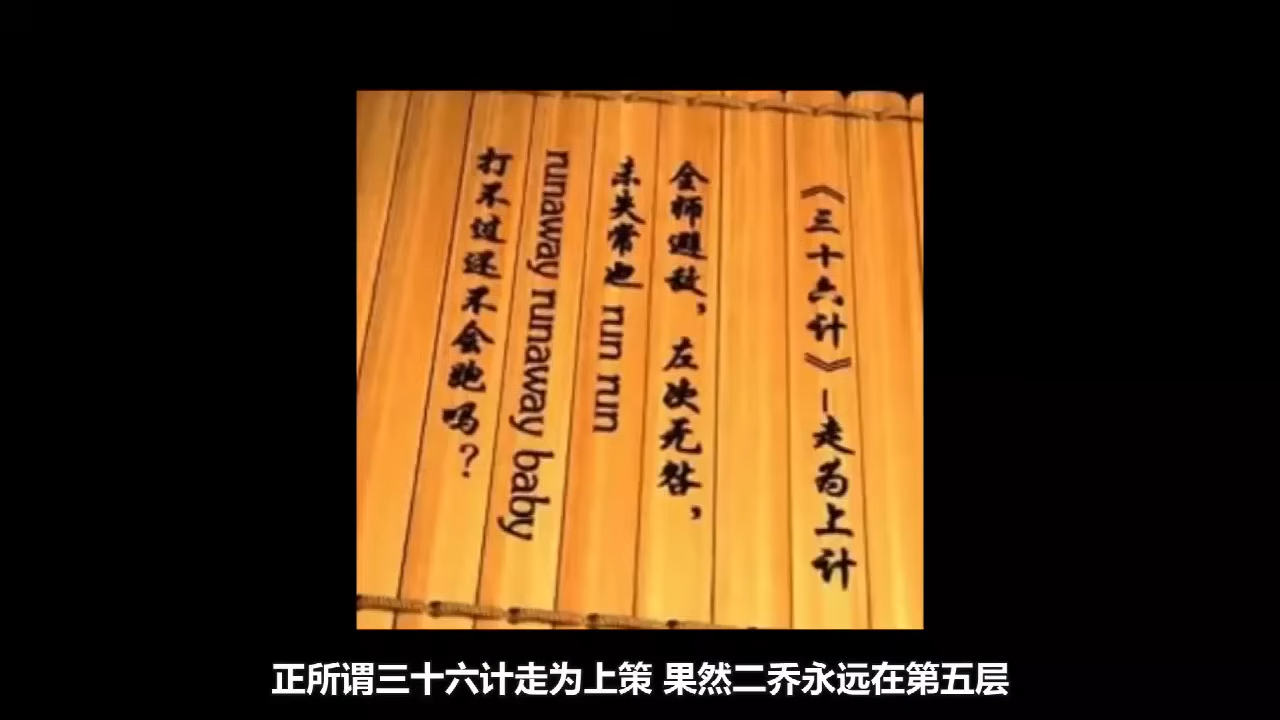 《三十六计》-走为上计
全师避敌，左次无咎，
未失常也 run run
runaway runaway baby
打不过还不会跑吗？
正所谓三十六计走为上策 果然二乔永远在第五层